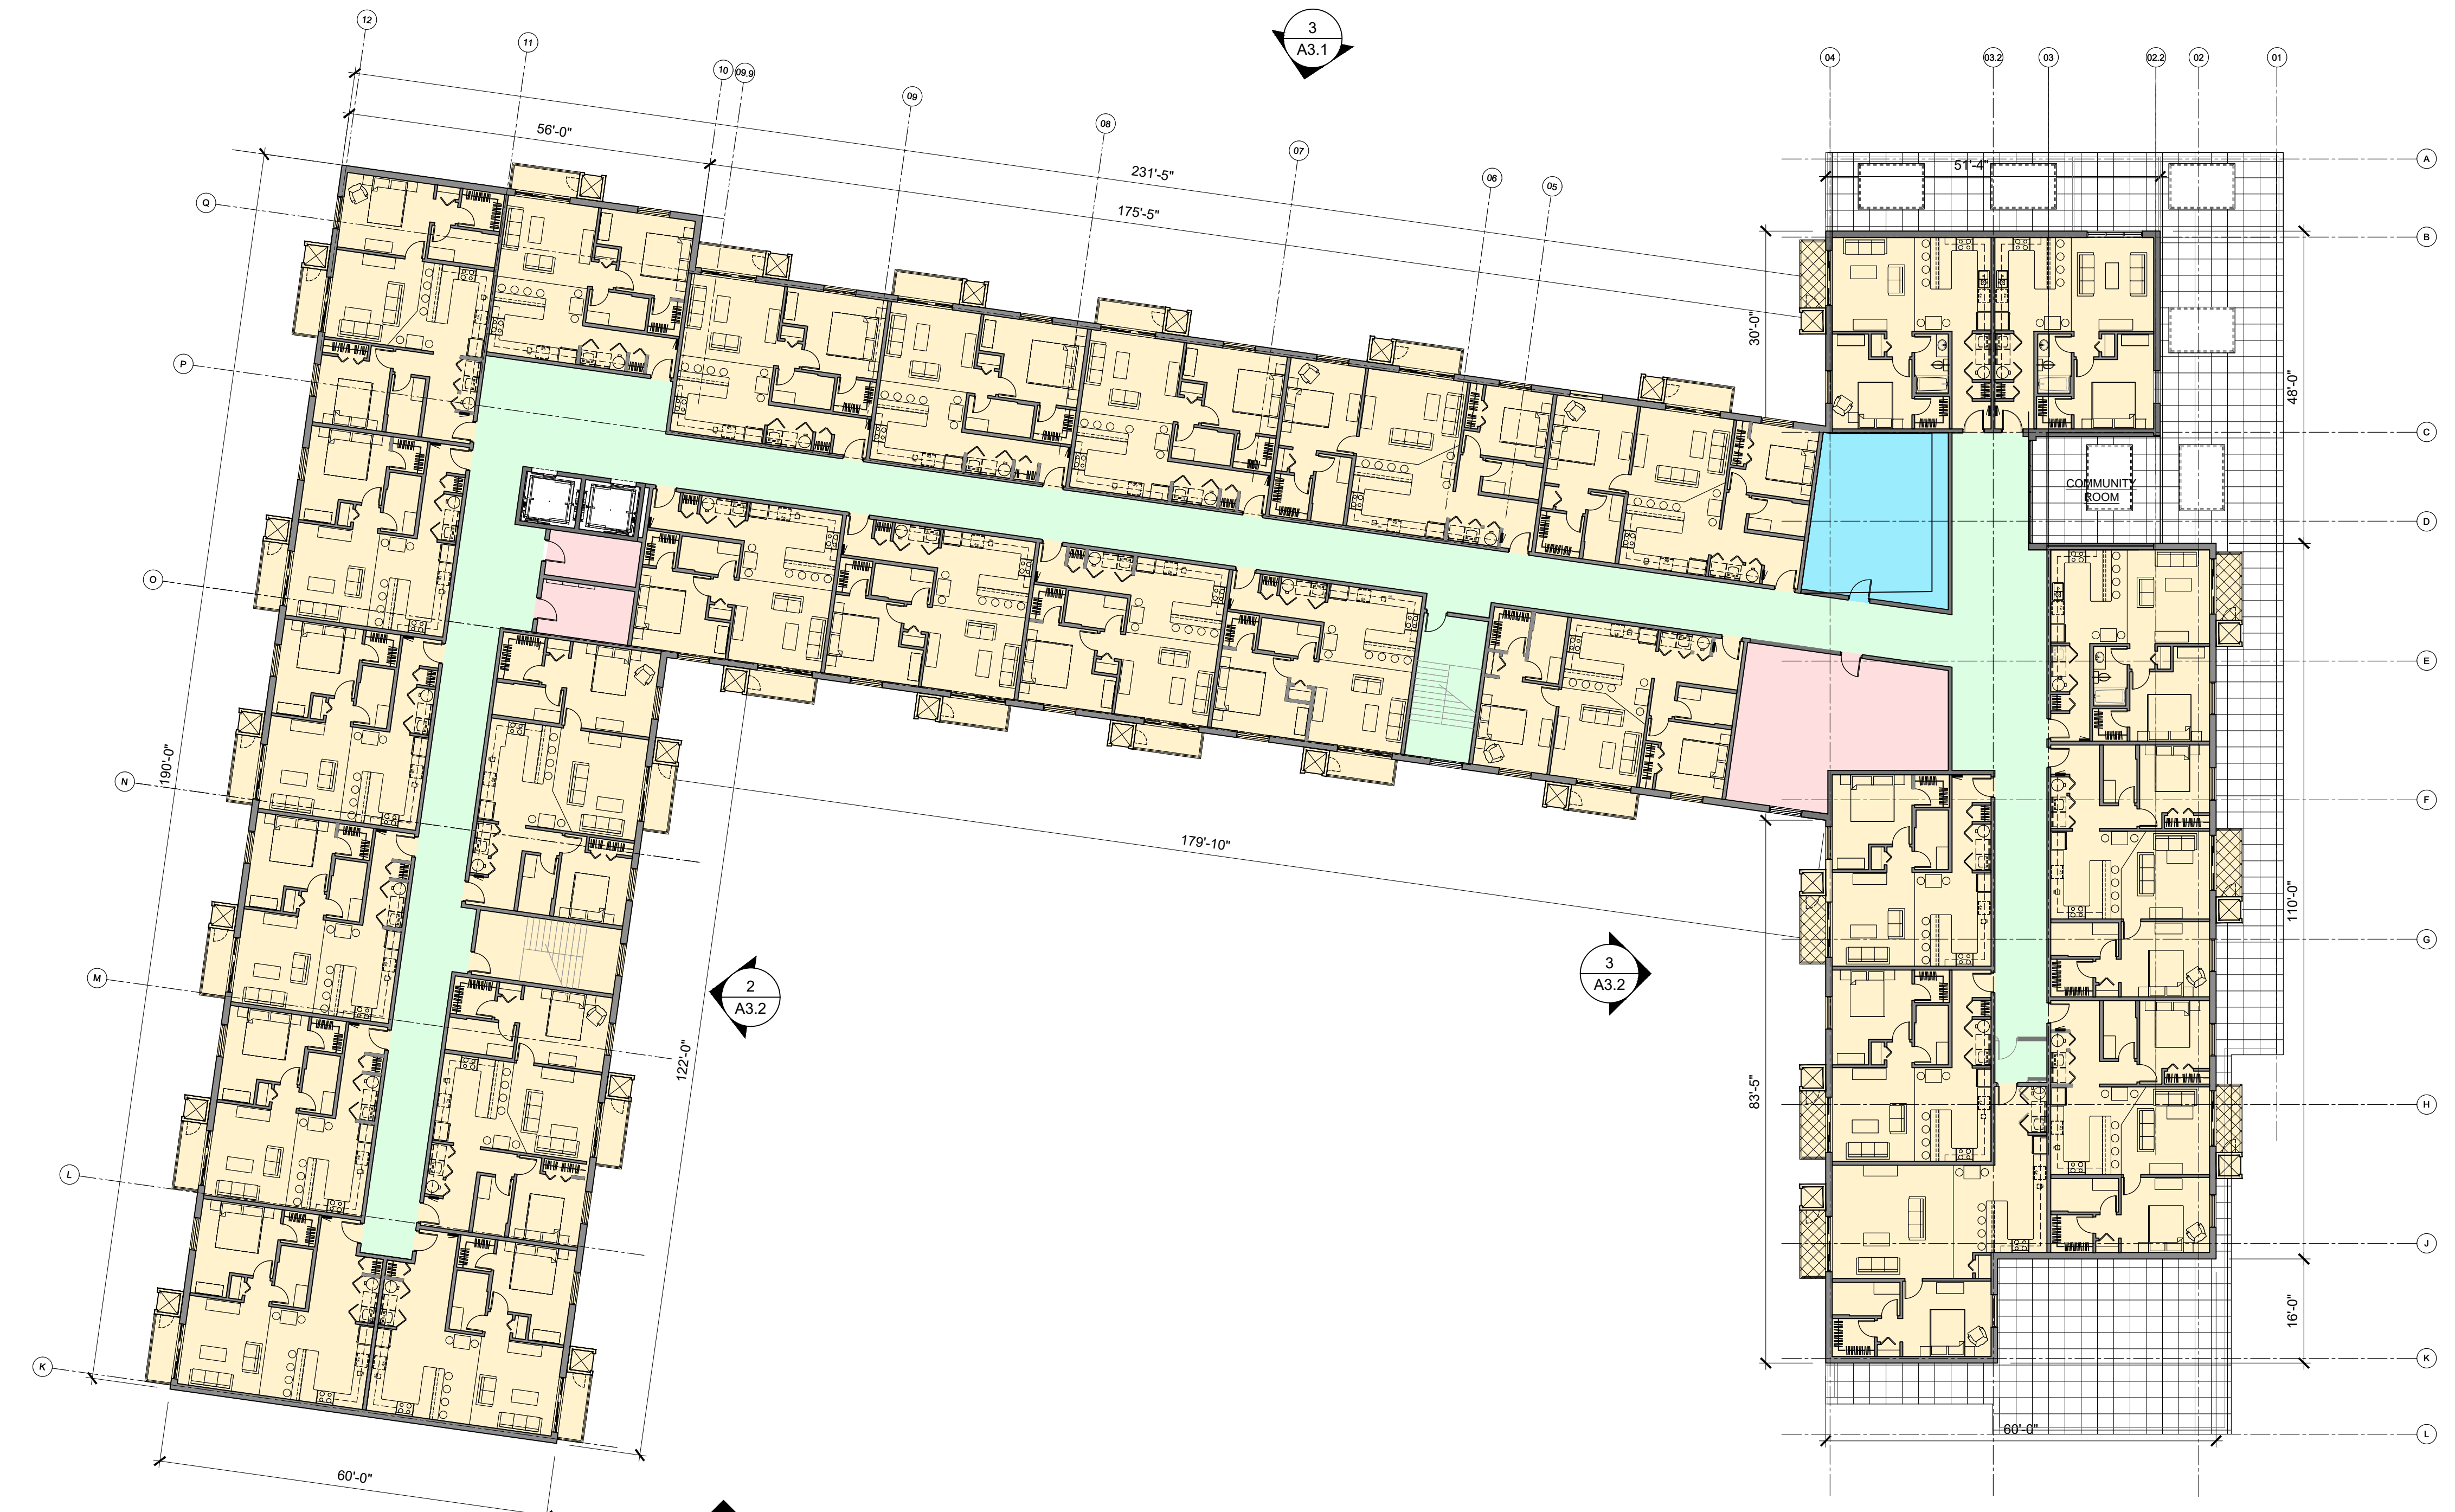 12
11
10
09.9
09
08
07
06
05
3
A3.1
04
03.2
03
02.2
02
01
A
B
C
D
E
F
G
H
J
K
L
Q
P
O
N
M
L
K
56'-0"
231'-5"
175'-5"
51'-4"
30'-0"
48'-0"
COMMUNITY
ROOM
190'-0"
179'-10"
110'-0"
2
A3.2
3
A3.2
122'-0"
83'-5"
16'-0"
60'-0"
60'-0"